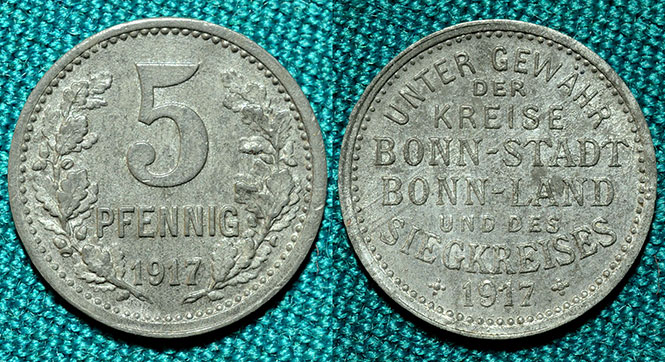 5
PFENNIG
1917
UNTER GEWÄHR
DER
KREISE
BONN-STADT
BONN-LAND
UND DES
SIEGKREISES
1917